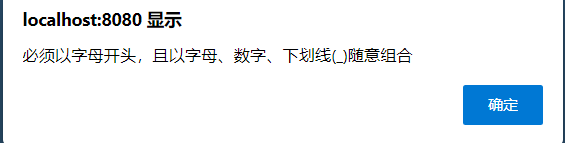 localhost:8080 显示
必须以字母开头，且以字母、数字、下划线(_)随意组合
确定